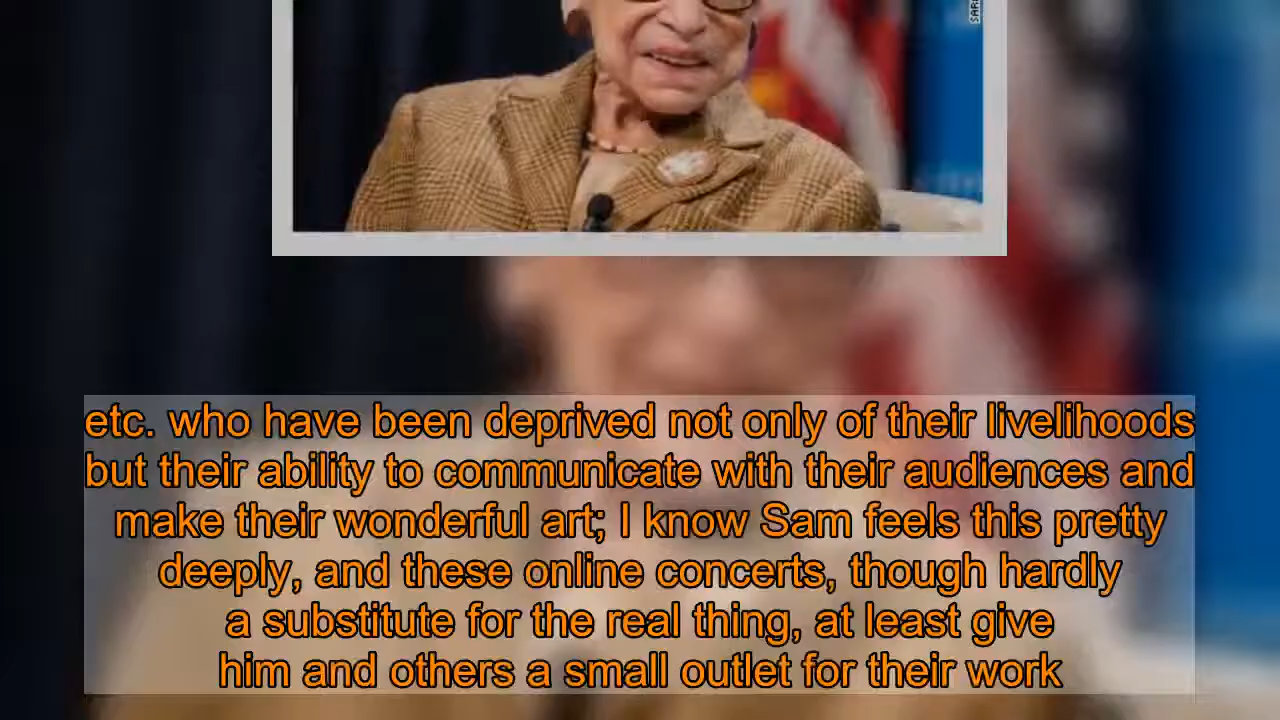 etc. who have been deprived not only of their livelihoods
but their ability to communicate with their audiences and
make their wonderful art; I know Sam feels this pretty
deeply, and these online concerts, though hardly
a substitute for the real thing, at least give
him and others a small outlet for their work